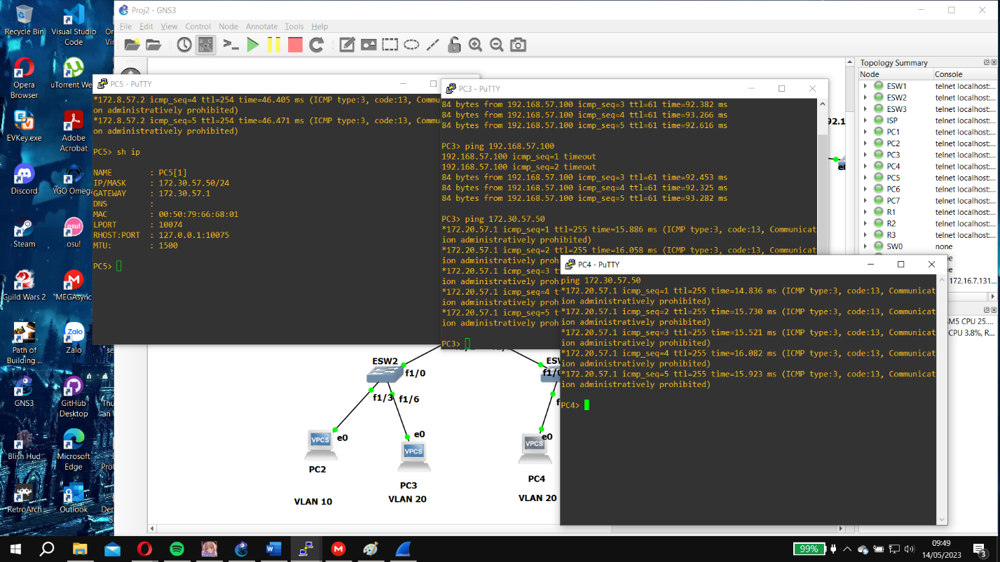 Recycle Bin
Visual Studio
Code
Opera
Browser
uTorrent We
EVKey.exe
Adobe
Acrobat
Discord
YGO Omeg
Steam
osu!
Guild Wars 2
MEGAsync
Path of
Building ...
Zalo
GNS3
GitHub
Desktop
Blish Hud
Microsoft
Edge
RetroArch
Outlook
Proj2 - GNS3
File Edit View Control Node Annotate Tools Help
PC5 - PuTTY
*172.8.57.2 icmp_seq=4 ttl=254 time=46.405 ms (ICMP type:3, code:13, Commu
on administratively prohibited)
*172.8.57.2 icmp_seq=5 ttl=254 time=46.471 ms (ICMP type:3, code:13, Commu
on administratively prohibited)
PC5> sh ip
NAME : PC5[1]
IP/MASK : 172.30.57.50/24
GATEWAY : 172.30.57.1
DNS :
MAC : 00:50:79:66:68:01
LPORT : 10074
RHOST:PORT : 127.0.0.1:10075
MTU: : 1500
PC5>
PC3 - PuTTY
84 bytes from 192.168.57.100 icmp_seq=3 ttl=61 time=92.382 ms
84 bytes from 192.168.57.100 icmp_seq=4 ttl=61 time=93.266 ms
84 bytes from 192.168.57.100 icmp_seq=5 ttl=61 time=92.616 ms
PC3> ping 192.168.57.100
192.168.57.100 icmp_seq=1 timeout
192.168.57.100 icmp_seq=2 timeout
84 bytes from 192.168.57.100 icmp_seq=3 ttl=61 time=92.453 ms
84 bytes from 192.168.57.100 icmp_seq=4 ttl=61 time=92.325 ms
84 bytes from 192.168.57.100 icmp_seq=5 ttl=61 time=93.282 ms
PC3> ping 172.30.57.50
*172.20.57.1 icmp_seq=1 ttl=255 time=15.886 ms (ICMP type:3, code:13, Communicat
ion administratively prohibited)
*172.20.57.1 icmp_seq=2 ttl=255 time=16.058 ms (ICMP type:3, code:13, Communicat
ion administratively proh
*172.20.57.1 icmp_seq=3 t
ion administratively proh
*172.20.57.1 icmp_seq=4 t
ion administratively proh
*172.20.57.1 icmp_seq=5 t
ion administratively proh
PC3>
PC4 - PuTTY
ping 172.30.57.50
*172.20.57.1 icmp_seq=1 ttl=255 time=14.836 ms (ICMP type:3, code:13, Communicat
ion administratively prohibited)
*172.20.57.1 icmp_seq=2 ttl=255 time=15.730 ms (ICMP type:3, code:13, Communicat
ion administratively prohibited)
*172.20.57.1 icmp_seq=3 ttl=255 time=15.521 ms (ICMP type:3, code:13, Communicat
ion administratively prohibited)
*172.20.57.1 icmp_seq=4 ttl=255 time=16.082 ms (ICMP type:3, code:13, Communicat
ion administratively prohibited)
*172.20.57.1 icmp_seq=5 ttl=255 time=15.923 ms (ICMP type:3, code:13, Communicat
ion administratively prohibited)
PC4>
Topology Summary
Node Console
ESW1 telnet localhost:...
ESW2 telnet localhost:...
ESW3 telnet localhost:...
ISP telnet localhost:...
PC1 telnet localhost:...
PC2 telnet localhost:...
PC3 telnet localhost:...
PC4 telnet localhost:...
PC5 telnet localhost:...
PC6 telnet localhost:...
PC7 telnet localhost:...
R1 telnet localhost:...
R2 telnet localhost:...
R3 telnet localhost:...
SW0 none
172.16.7.131...
M5 CPU 25....
CPU 3.8%, R...
ESW2
f1/0
f1/3
f1/6
e0
PC2
VLAN 10
e0
PC3
VLAN 20
ESW
f1/0
e0
PC4
VLAN 20
VPCS
VPCS
VPCS
99%
09:49
14/05/2023
3